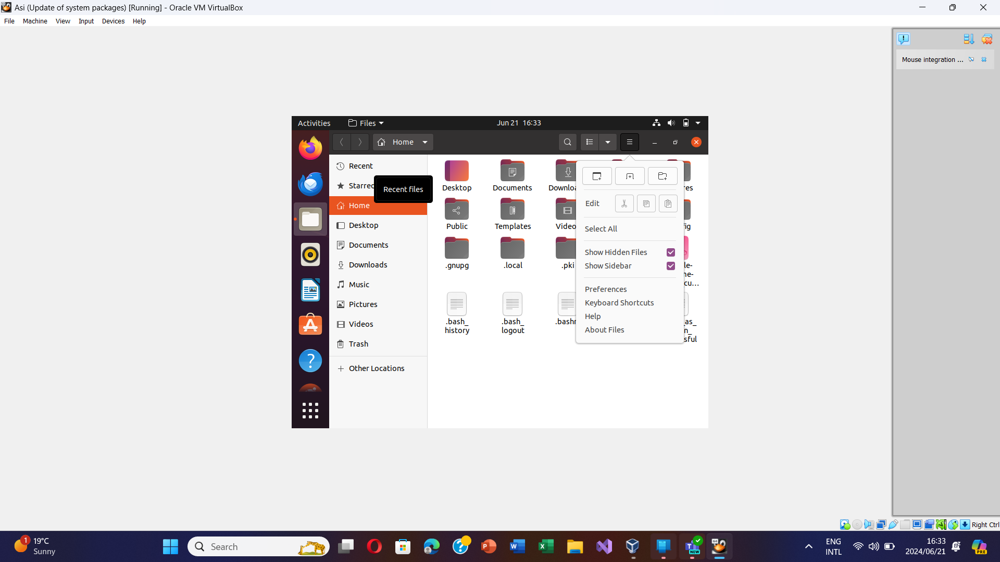 Asi (Update of system packages) [Running] - Oracle VM VirtualBox
File Machine View Input Devices Help
Mouse integration ...
Activities Files Jun 21 16:33
Home
Recent
Starred
Recent files
Home
Desktop
Documents
Downloads
Music
Pictures
Videos
Trash
Other Locations
Desktop Documents Downloa res
Public Templates Video fig
.gnupg .local .pki le-
ne-
cu...
.bash_
history
.bash_
logout
.bashr
_as_
n_
sful
Edit
Select All
Show Hidden Files
Show Sidebar
Preferences
Keyboard Shortcuts
Help
About Files
Right Ctrl
1
19°C
Sunny
Search
NEW
ENG
INTL
16:33
2024/06/21
PRE